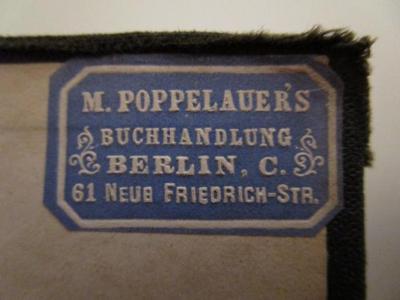 M. POPPELAUER'S
BUCHHANDLUNG
BERLIN, C.
61 NEUE FRIEDRICH-STR.